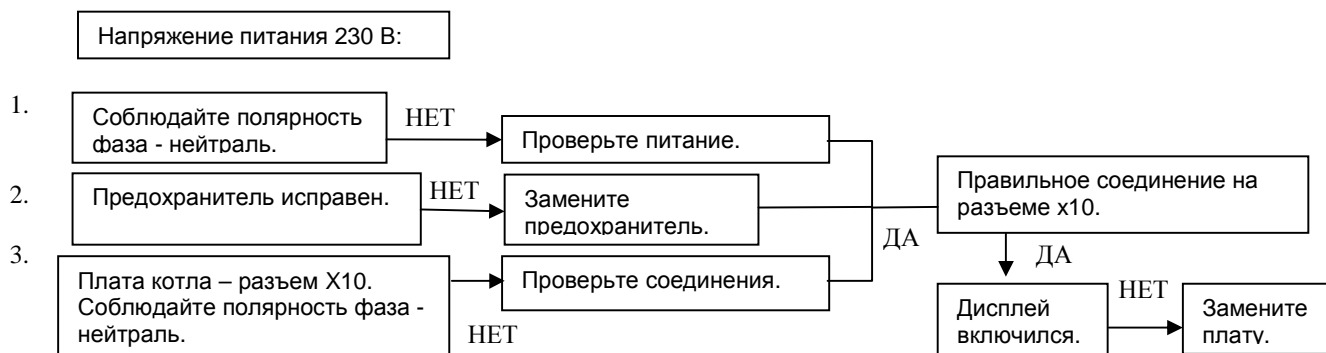 Напряжение питания 230 В:
1.
Соблюдайте полярность
фаза - нейтраль.
НЕТ
Проверьте питание.
2.
Предохранитель исправен.
НЕТ
Замените
предохранитель.
3.
Плата котла – разъем X10.
Соблюдайте полярность фаза -
нейтраль.
НЕТ
Проверьте соединения.
ДА
Правильное соединение на
разъеме x10.
ДА
Дисплей
включился.
НЕТ
Замените
плату.